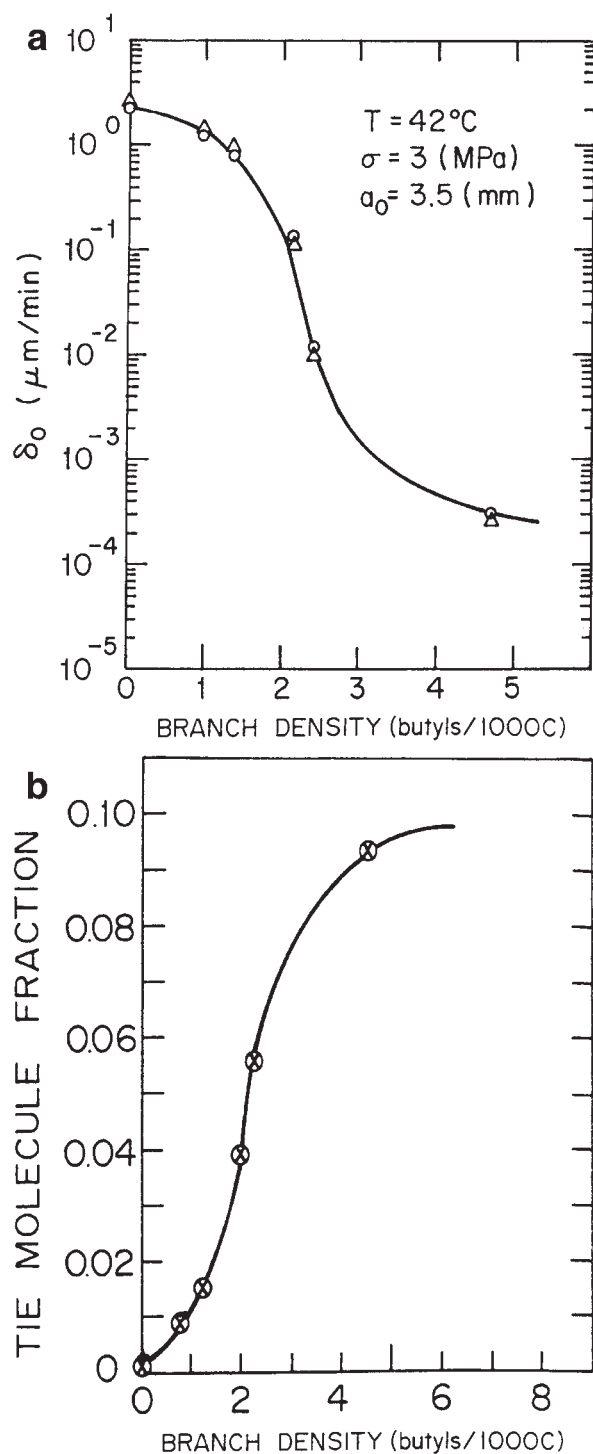 a
10^1
10^0
10^-1
10^-2
10^-3
10^-4
10^-5
δ_0 (μm/min)
T = 42°C
σ = 3 (MPa)
a_0 = 3.5 (mm)
0 1 2 3 4 5
BRANCH DENSITY (butyls/1000C)
b
0.10
0.08
0.06
0.04
0.02
0
TIE MOLECULE FRACTION
0 2 4 6 8
BRANCH DENSITY (butyls/1000C)